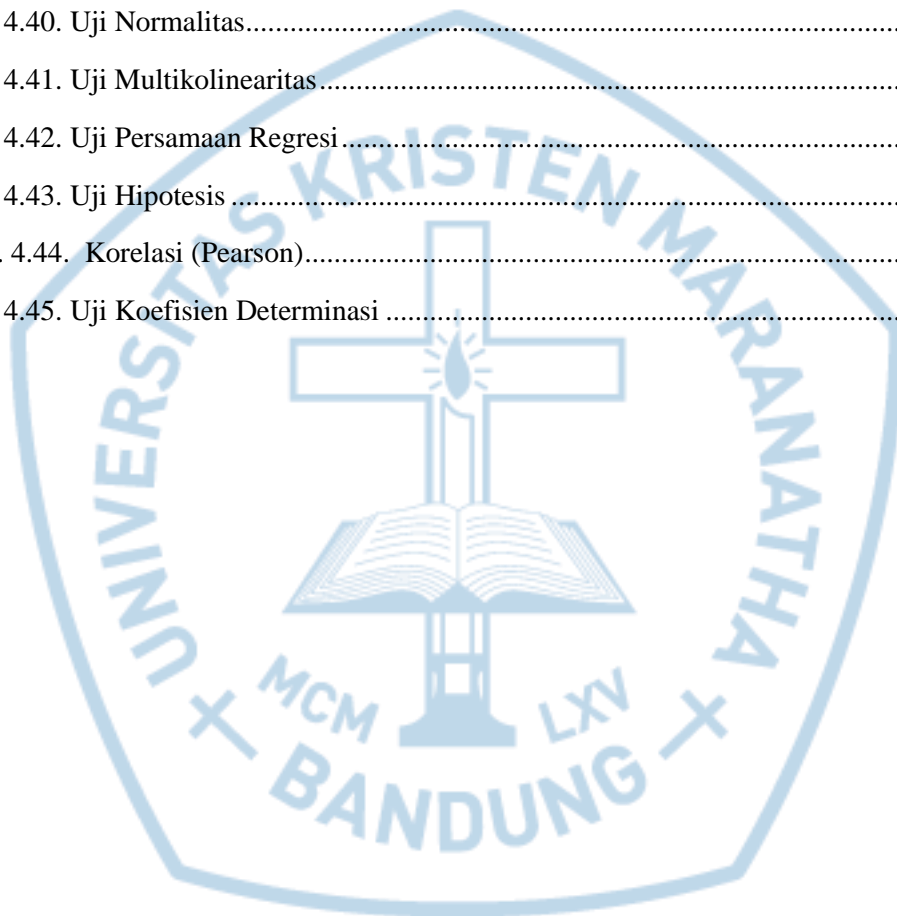 4.40. Uji Normalitas
4.41. Uji Multikolinearitas
4.42. Uji Persamaan Regresi
4.43. Uji Hipotesis
. 4.44. Korelasi (Pearson)
4.45. Uji Koefisien Determinasi
UNIVERSITAS KRISTEN MARANATHA
MCM LXV
BANDUNG